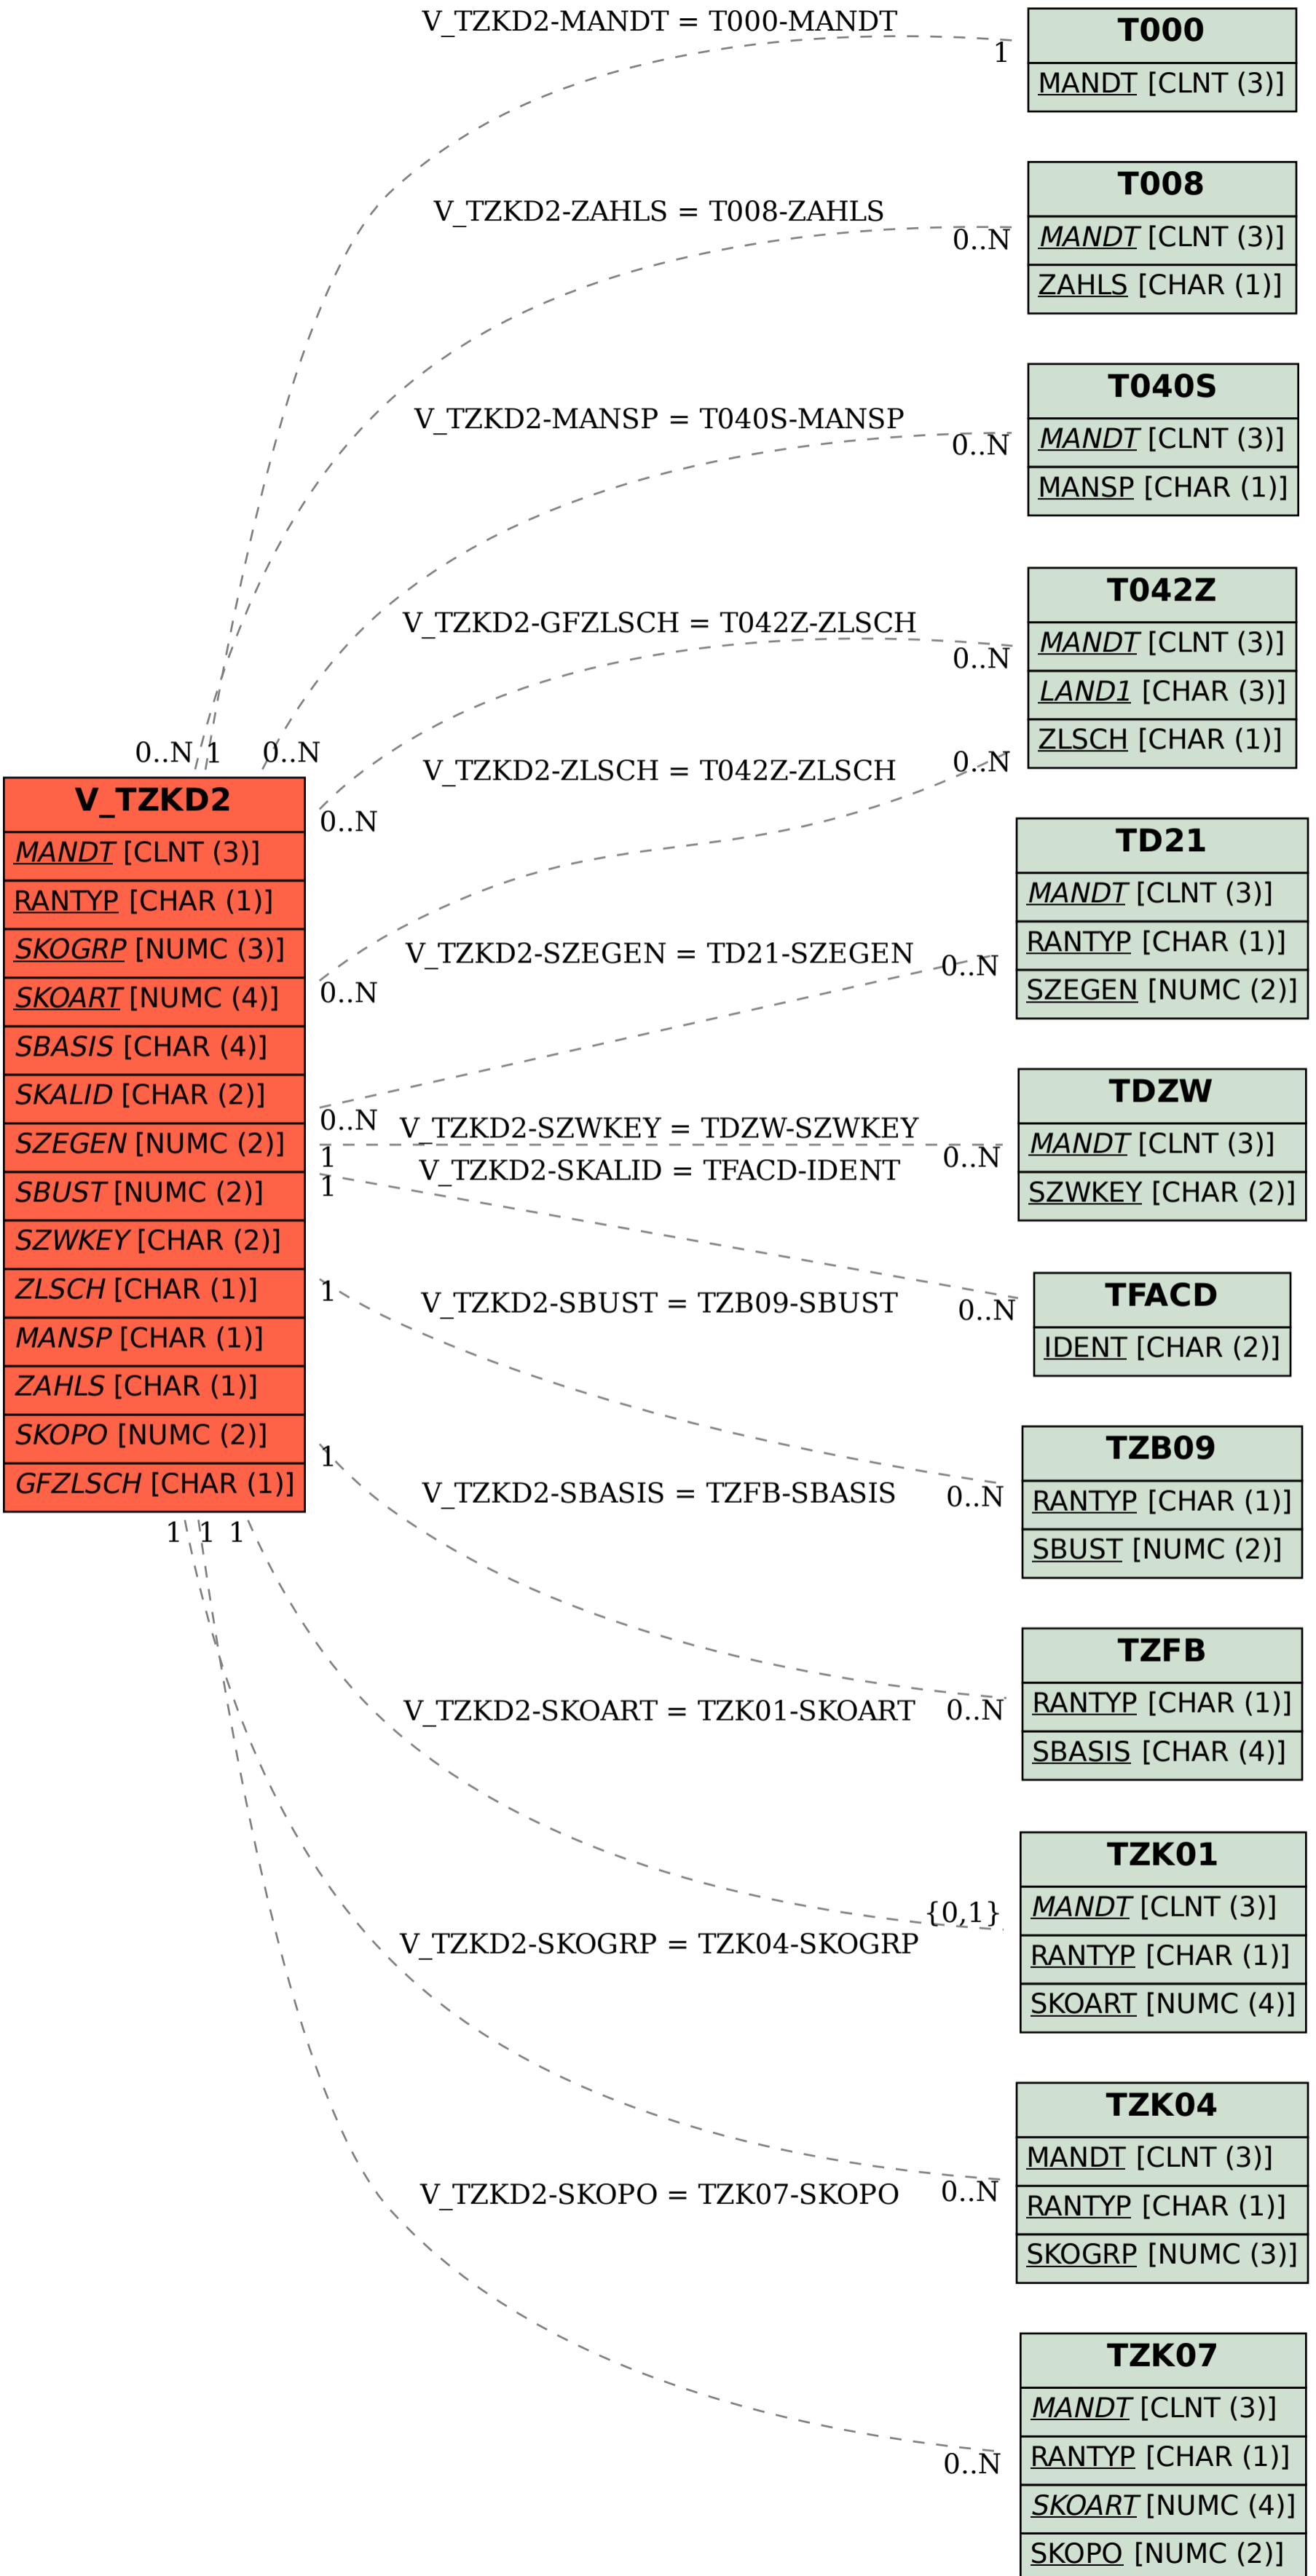 V_TZKD2-MANDT = T000-MANDT
1
T000
MANDT [CLNT (3)]
V_TZKD2-ZAHLS = T008-ZAHLS
0..N
T008
MANDT [CLNT (3)]
ZAHLS [CHAR (1)]
V_TZKD2-MANSP = T040S-MANSP
0..N
T040S
MANDT [CLNT (3)]
MANSP [CHAR (1)]
V_TZKD2-GFZLSCH = T042Z-ZLSCH
0..N
T042Z
MANDT [CLNT (3)]
LAND1 [CHAR (3)]
ZLSCH [CHAR (1)]
V_TZKD2-ZLSCH = T042Z-ZLSCH
0..N
0..N 1 0..N
V_TZKD2
MANDT [CLNT (3)]
RANTYP [CHAR (1)]
SKOGRP [NUMC (3)]
SKOART [NUMC (4)]
SBASIS [CHAR (4)]
SKALID [CHAR (2)]
SZEGEN [NUMC (2)]
SBUST [NUMC (2)]
SZWKEY [CHAR (2)]
ZLSCH [CHAR (1)]
MANSP [CHAR (1)]
ZAHLS [CHAR (1)]
SKOPO [NUMC (2)]
GFZLSCH [CHAR (1)]
0..N
0..N
0..N
1
1
1
1
1 1 1
V_TZKD2-SZEGEN = TD21-SZEGEN
0..N
TD21
MANDT [CLNT (3)]
RANTYP [CHAR (1)]
SZEGEN [NUMC (2)]
V_TZKD2-SZWKEY = TDZW-SZWKEY
0..N
TDZW
MANDT [CLNT (3)]
SZWKEY [CHAR (2)]
V_TZKD2-SKALID = TFACD-IDENT
0..N
TFACD
IDENT [CHAR (2)]
V_TZKD2-SBUST = TZB09-SBUST
0..N
TZB09
RANTYP [CHAR (1)]
SBUST [NUMC (2)]
V_TZKD2-SBASIS = TZFB-SBASIS
0..N
TZFB
RANTYP [CHAR (1)]
SBASIS [CHAR (4)]
V_TZKD2-SKOART = TZK01-SKOART
{0,1}
TZK01
MANDT [CLNT (3)]
RANTYP [CHAR (1)]
SKOART [NUMC (4)]
V_TZKD2-SKOGRP = TZK04-SKOGRP
0..N
TZK04
MANDT [CLNT (3)]
RANTYP [CHAR (1)]
SKOGRP [NUMC (3)]
V_TZKD2-SKOPO = TZK07-SKOPO
0..N
TZK07
MANDT [CLNT (3)]
RANTYP [CHAR (1)]
SKOART [NUMC (4)]
SKOPO [NUMC (2)]